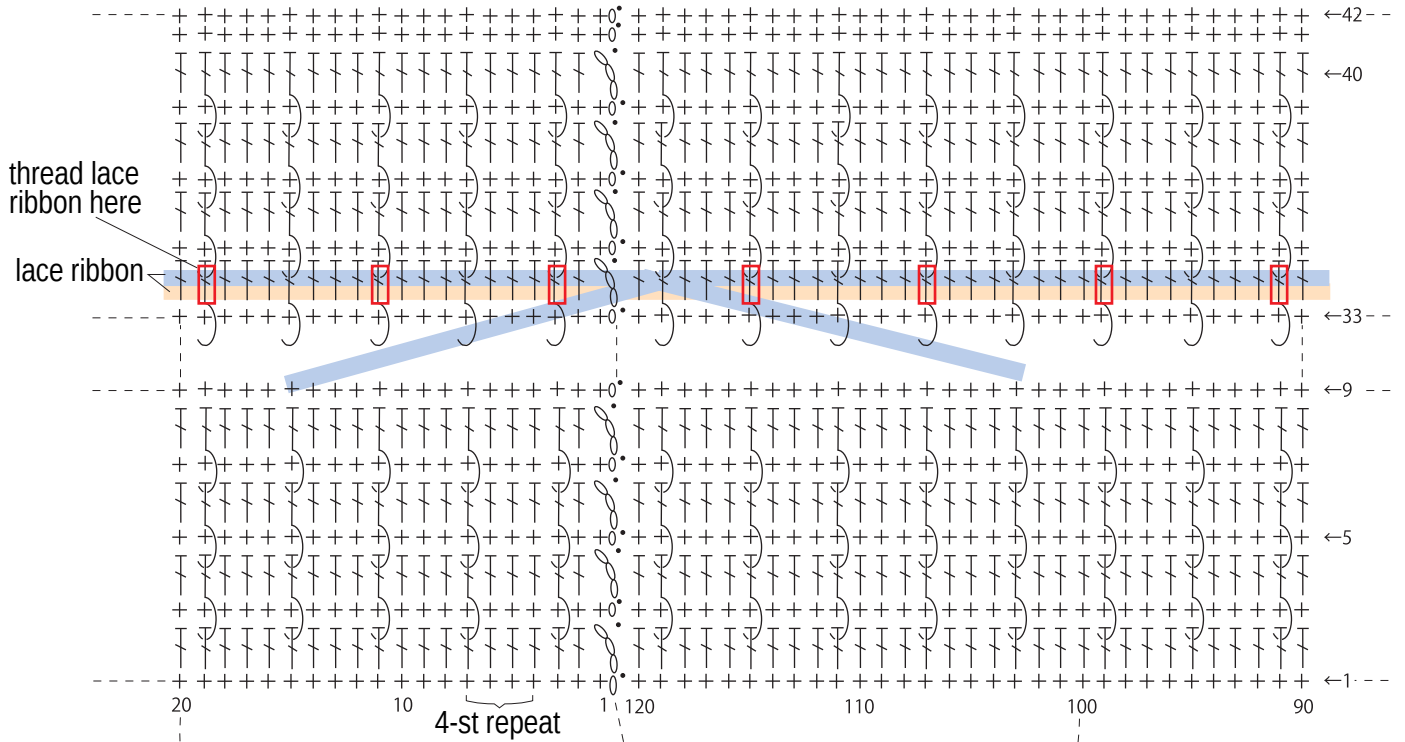 ←42
←40
thread lace
ribbon here
lace ribbon
←33
←9
←5
←1
20 10 1 120 110 100 90
4-st repeat